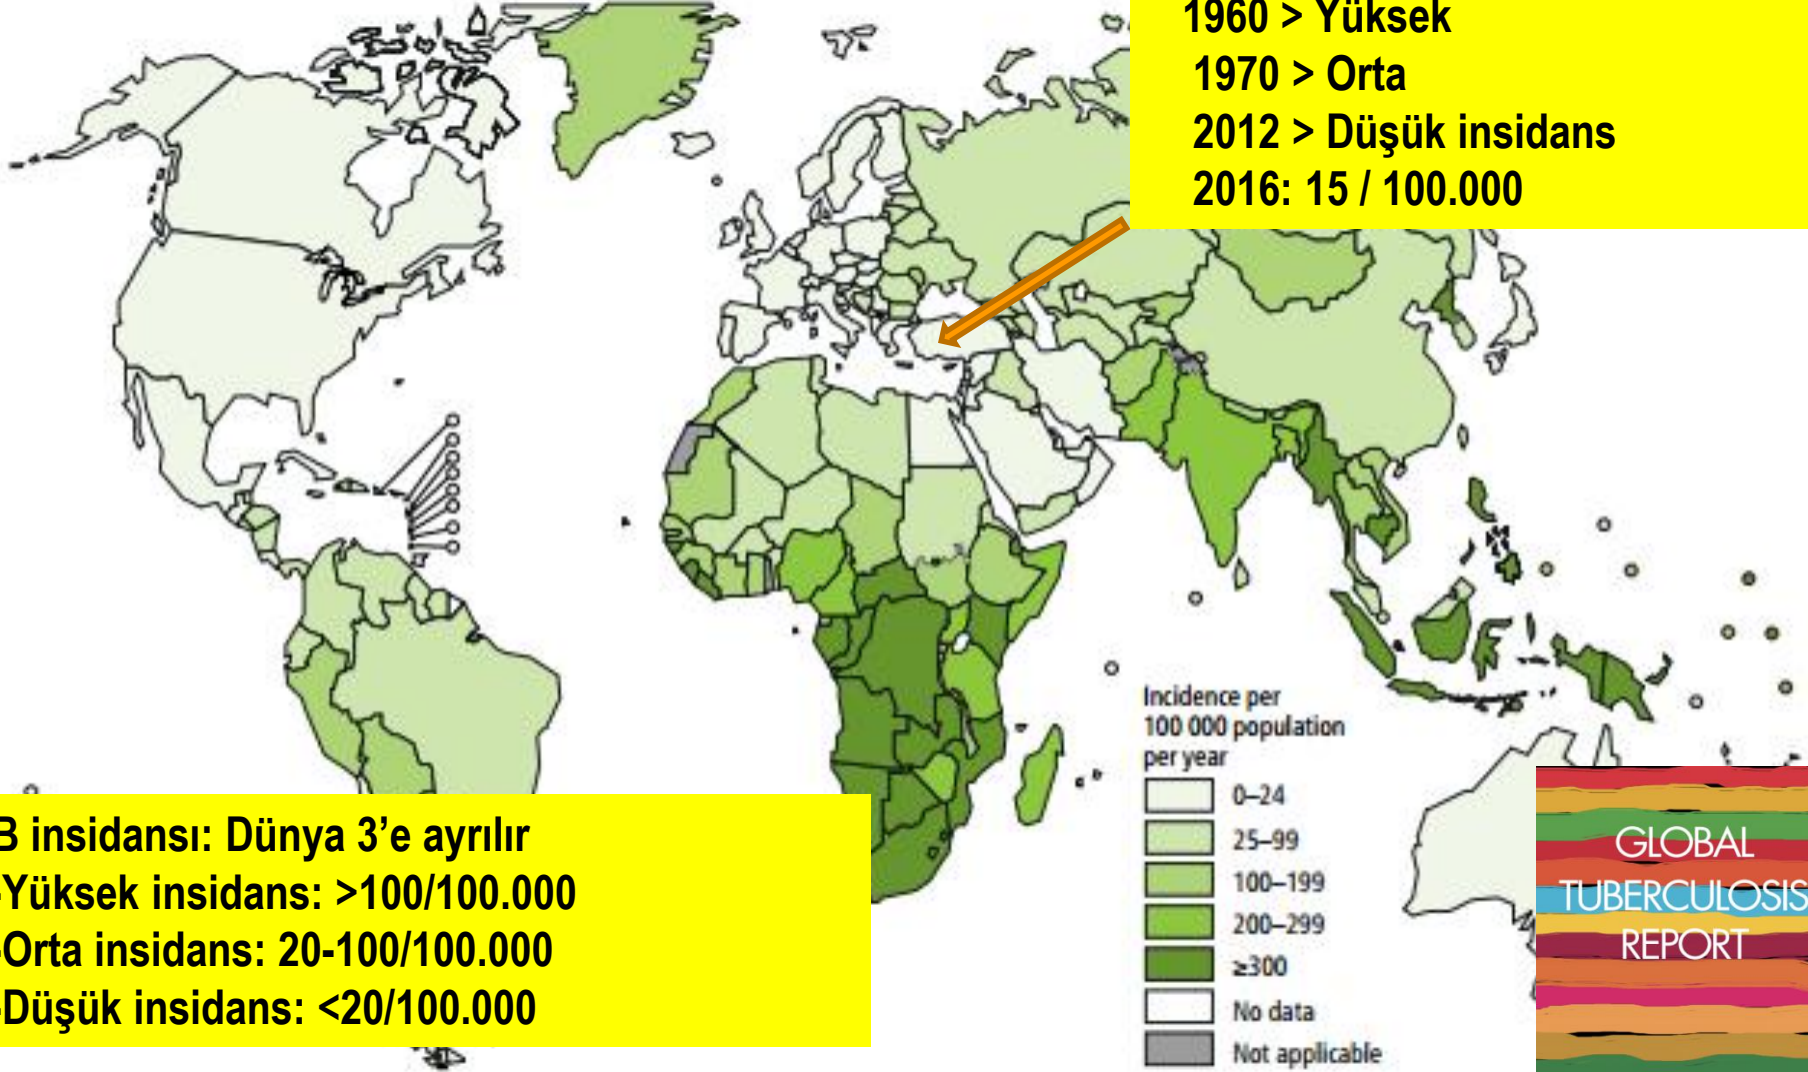 1960 > Yüksek
1970 > Orta
2012 > Düşük insidans
2016: 15 / 100.000
Incidence per
100 000 population
per year
0–24
25–99
100–199
200–299
≥300
No data
Not applicable
B insidansı: Dünya 3’e ayrılır
-Yüksek insidans: >100/100.000
-Orta insidans: 20-100/100.000
-Düşük insidans: <20/100.000
GLOBAL
TUBERCULOSIS
REPORT